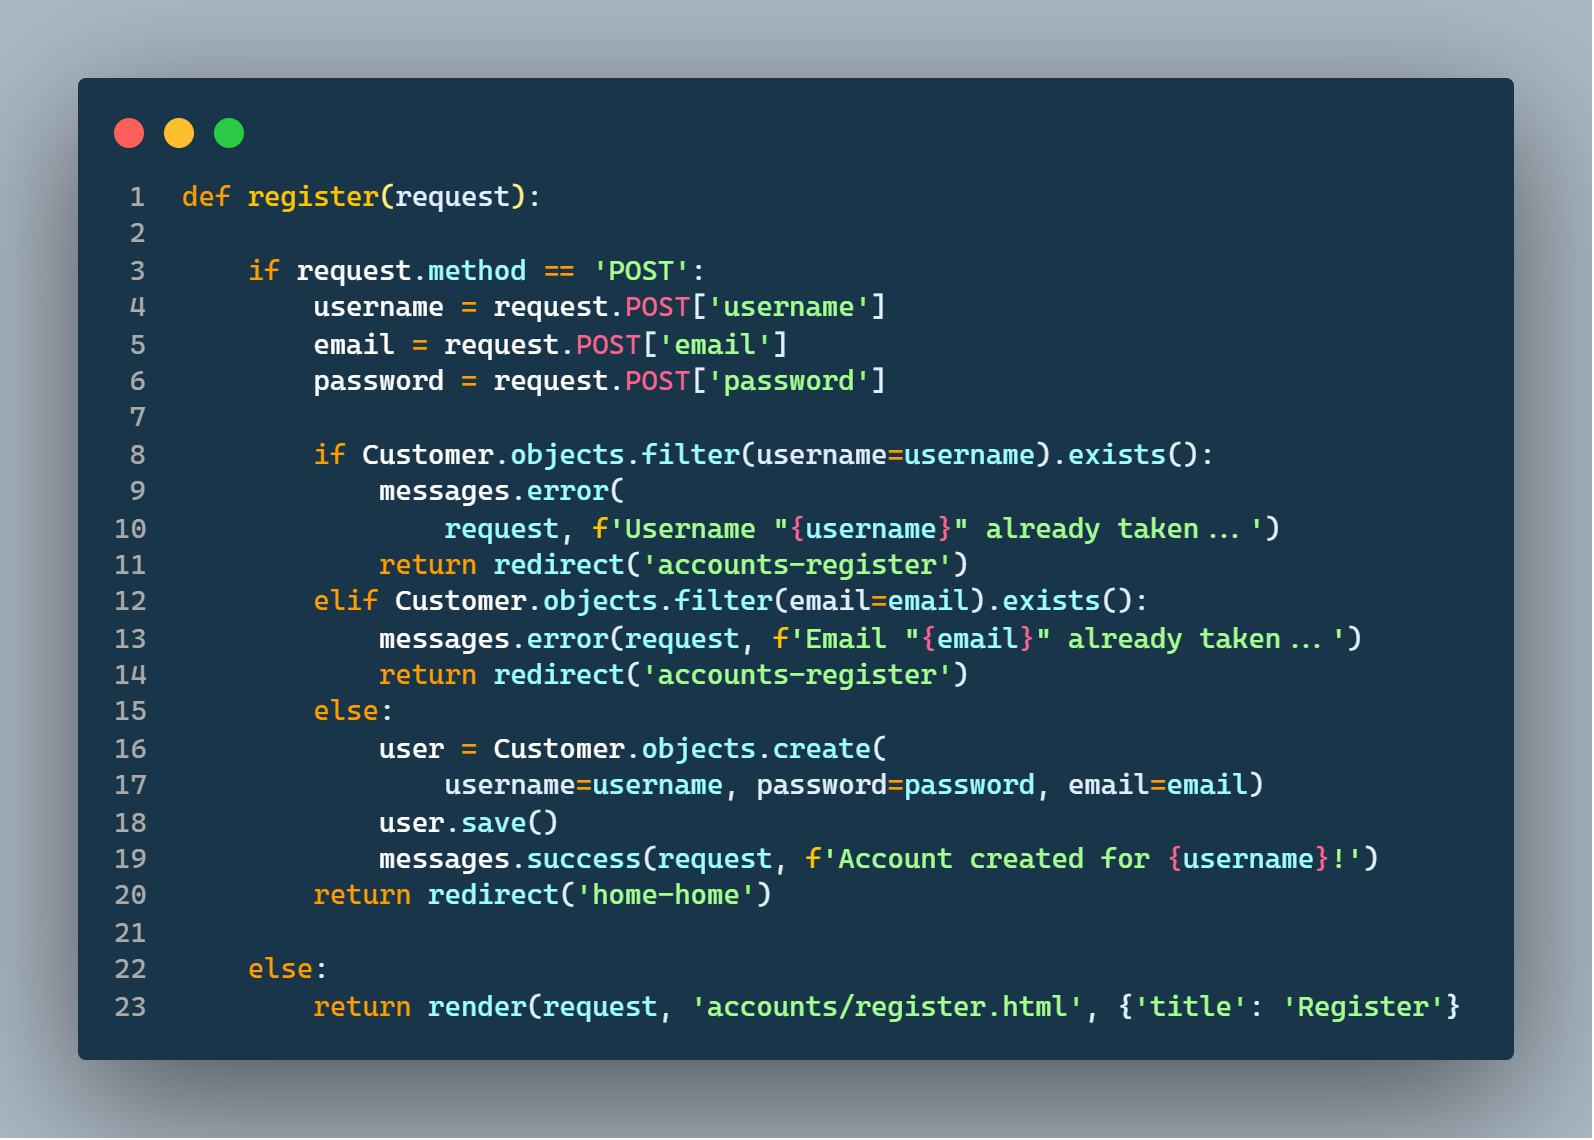 1 def register(request):
2
3     if request.method == 'POST':
4         username = request.POST['username']
5         email = request.POST['email']
6         password = request.POST['password']
7
8         if Customer.objects.filter(username=username).exists():
9             messages.error(
10                 request, f'Username "{username}" already taken...')
11             return redirect('accounts-register')
12         elif Customer.objects.filter(email=email).exists():
13             messages.error(request, f'Email "{email}" already taken...')
14             return redirect('accounts-register')
15         else:
16             user = Customer.objects.create(
17                 username=username, password=password, email=email)
18             user.save()
19             messages.success(request, f'Account created for {username}!')
20         return redirect('home-home')
21
22     else:
23         return render(request, 'accounts/register.html', {'title': 'Register'}